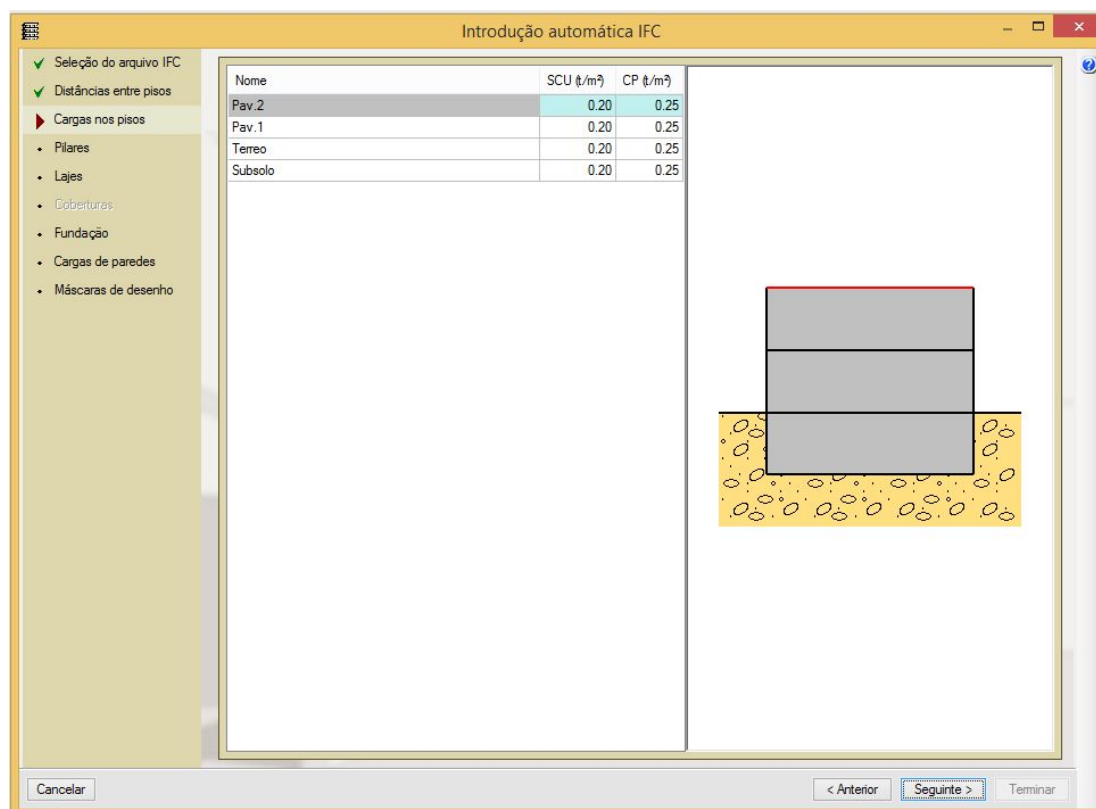 Introdução automática IFC
Seleção do arquivo IFC
Distâncias entre pisos
Cargas nos pisos
Pilares
Lajes
Coberturas
Fundação
Cargas de paredes
Máscaras de desenho
Nome SCU (t/m²) CP (t/m²)
Pav.2 0.20 0.25
Pav.1 0.20 0.25
Terreo 0.20 0.25
Subsolo 0.20 0.25
Cancelar < Anterior Seguinte > Terminar